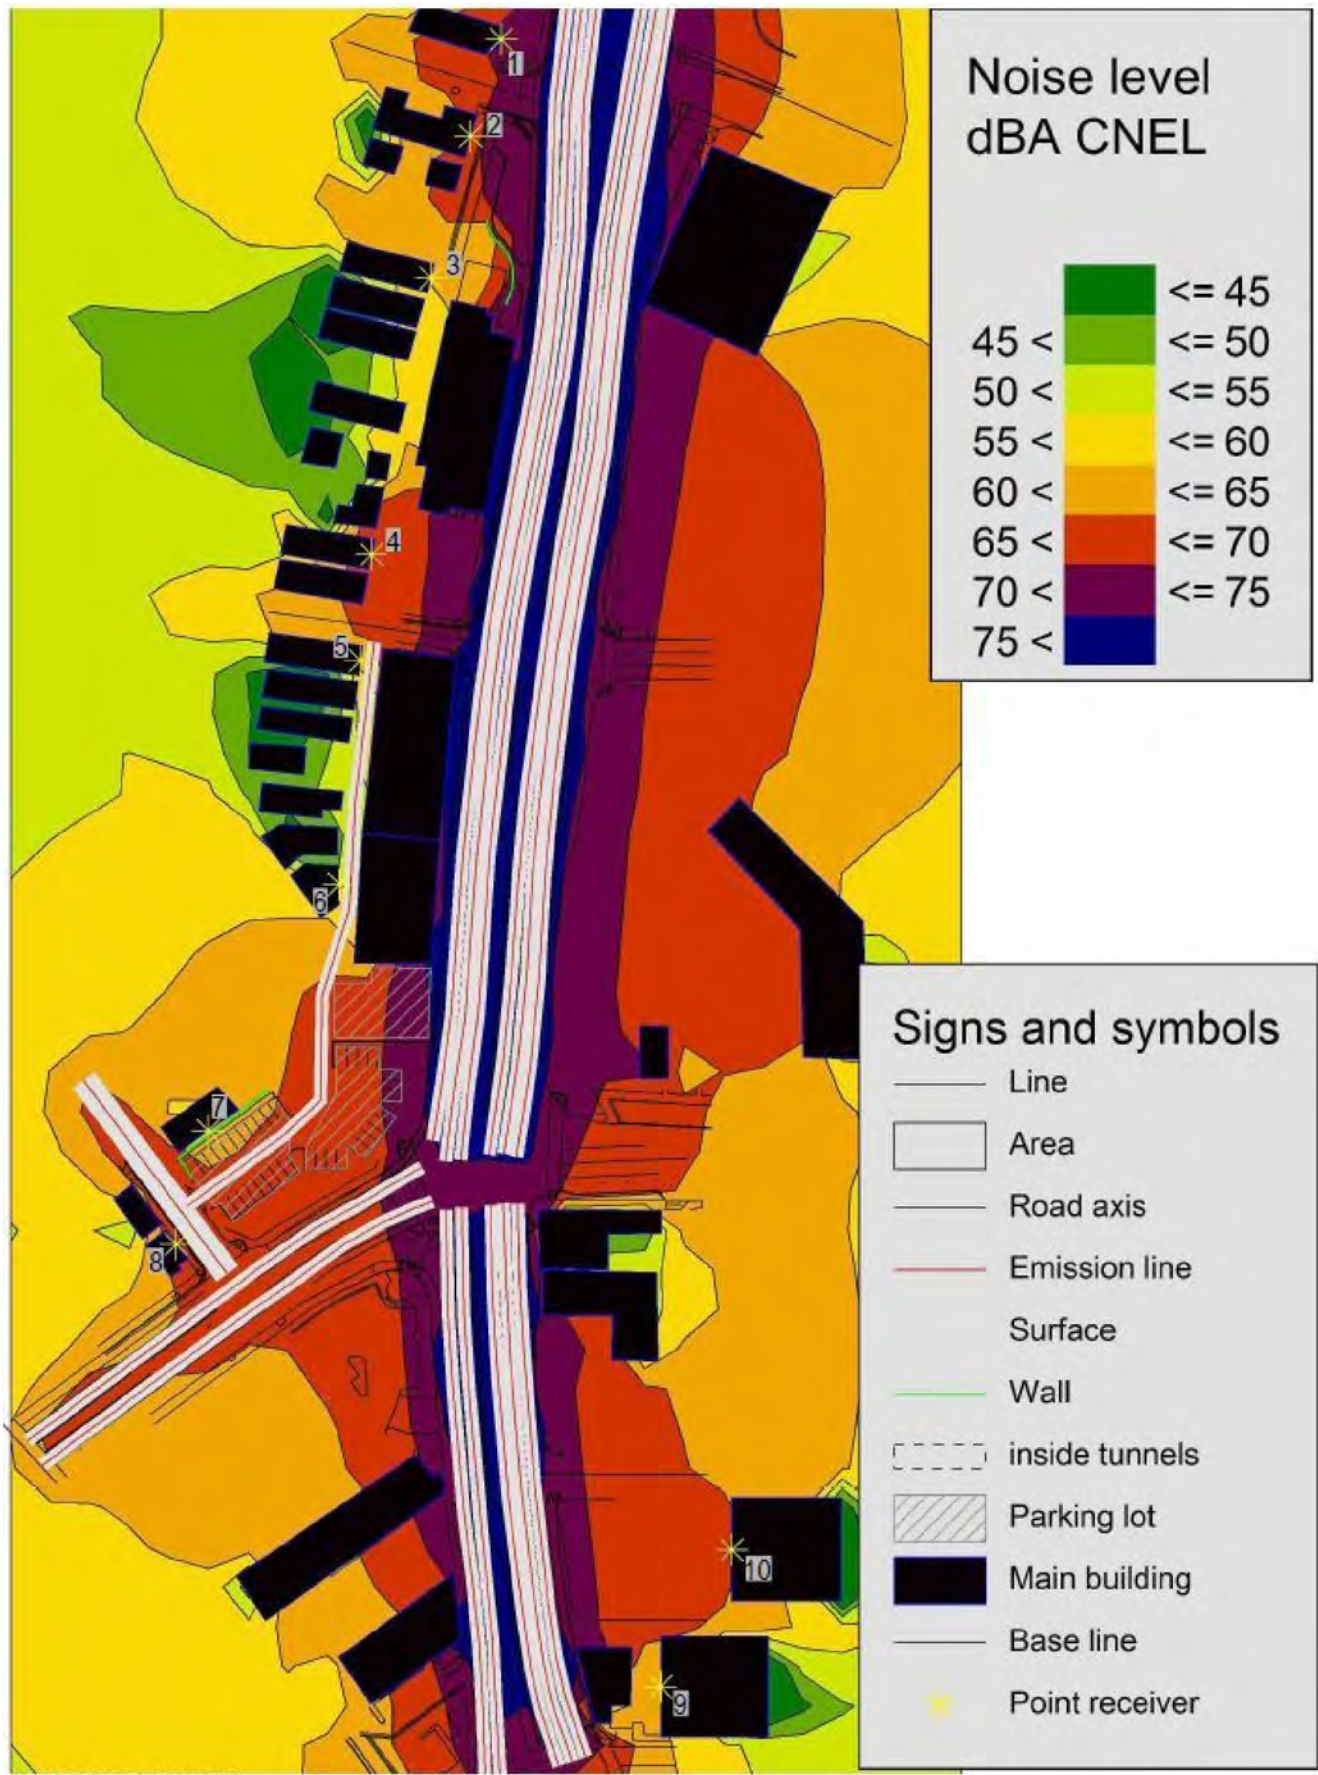 Noise level
dBA CNEL
<= 45
45 < <= 50
50 < <= 55
55 < <= 60
60 < <= 65
65 < <= 70
70 < <= 75
75 <
1
2
3
4
5
6
7
8
10
9
Signs and symbols
Line
Area
Road axis
Emission line
Surface
Wall
inside tunnels
Parking lot
Main building
Base line
Point receiver